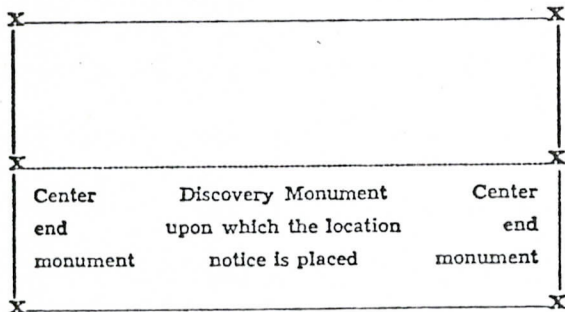 X X
X X
Center Discovery Monument Center
end upon which the location end
monument notice is placed monument
X X